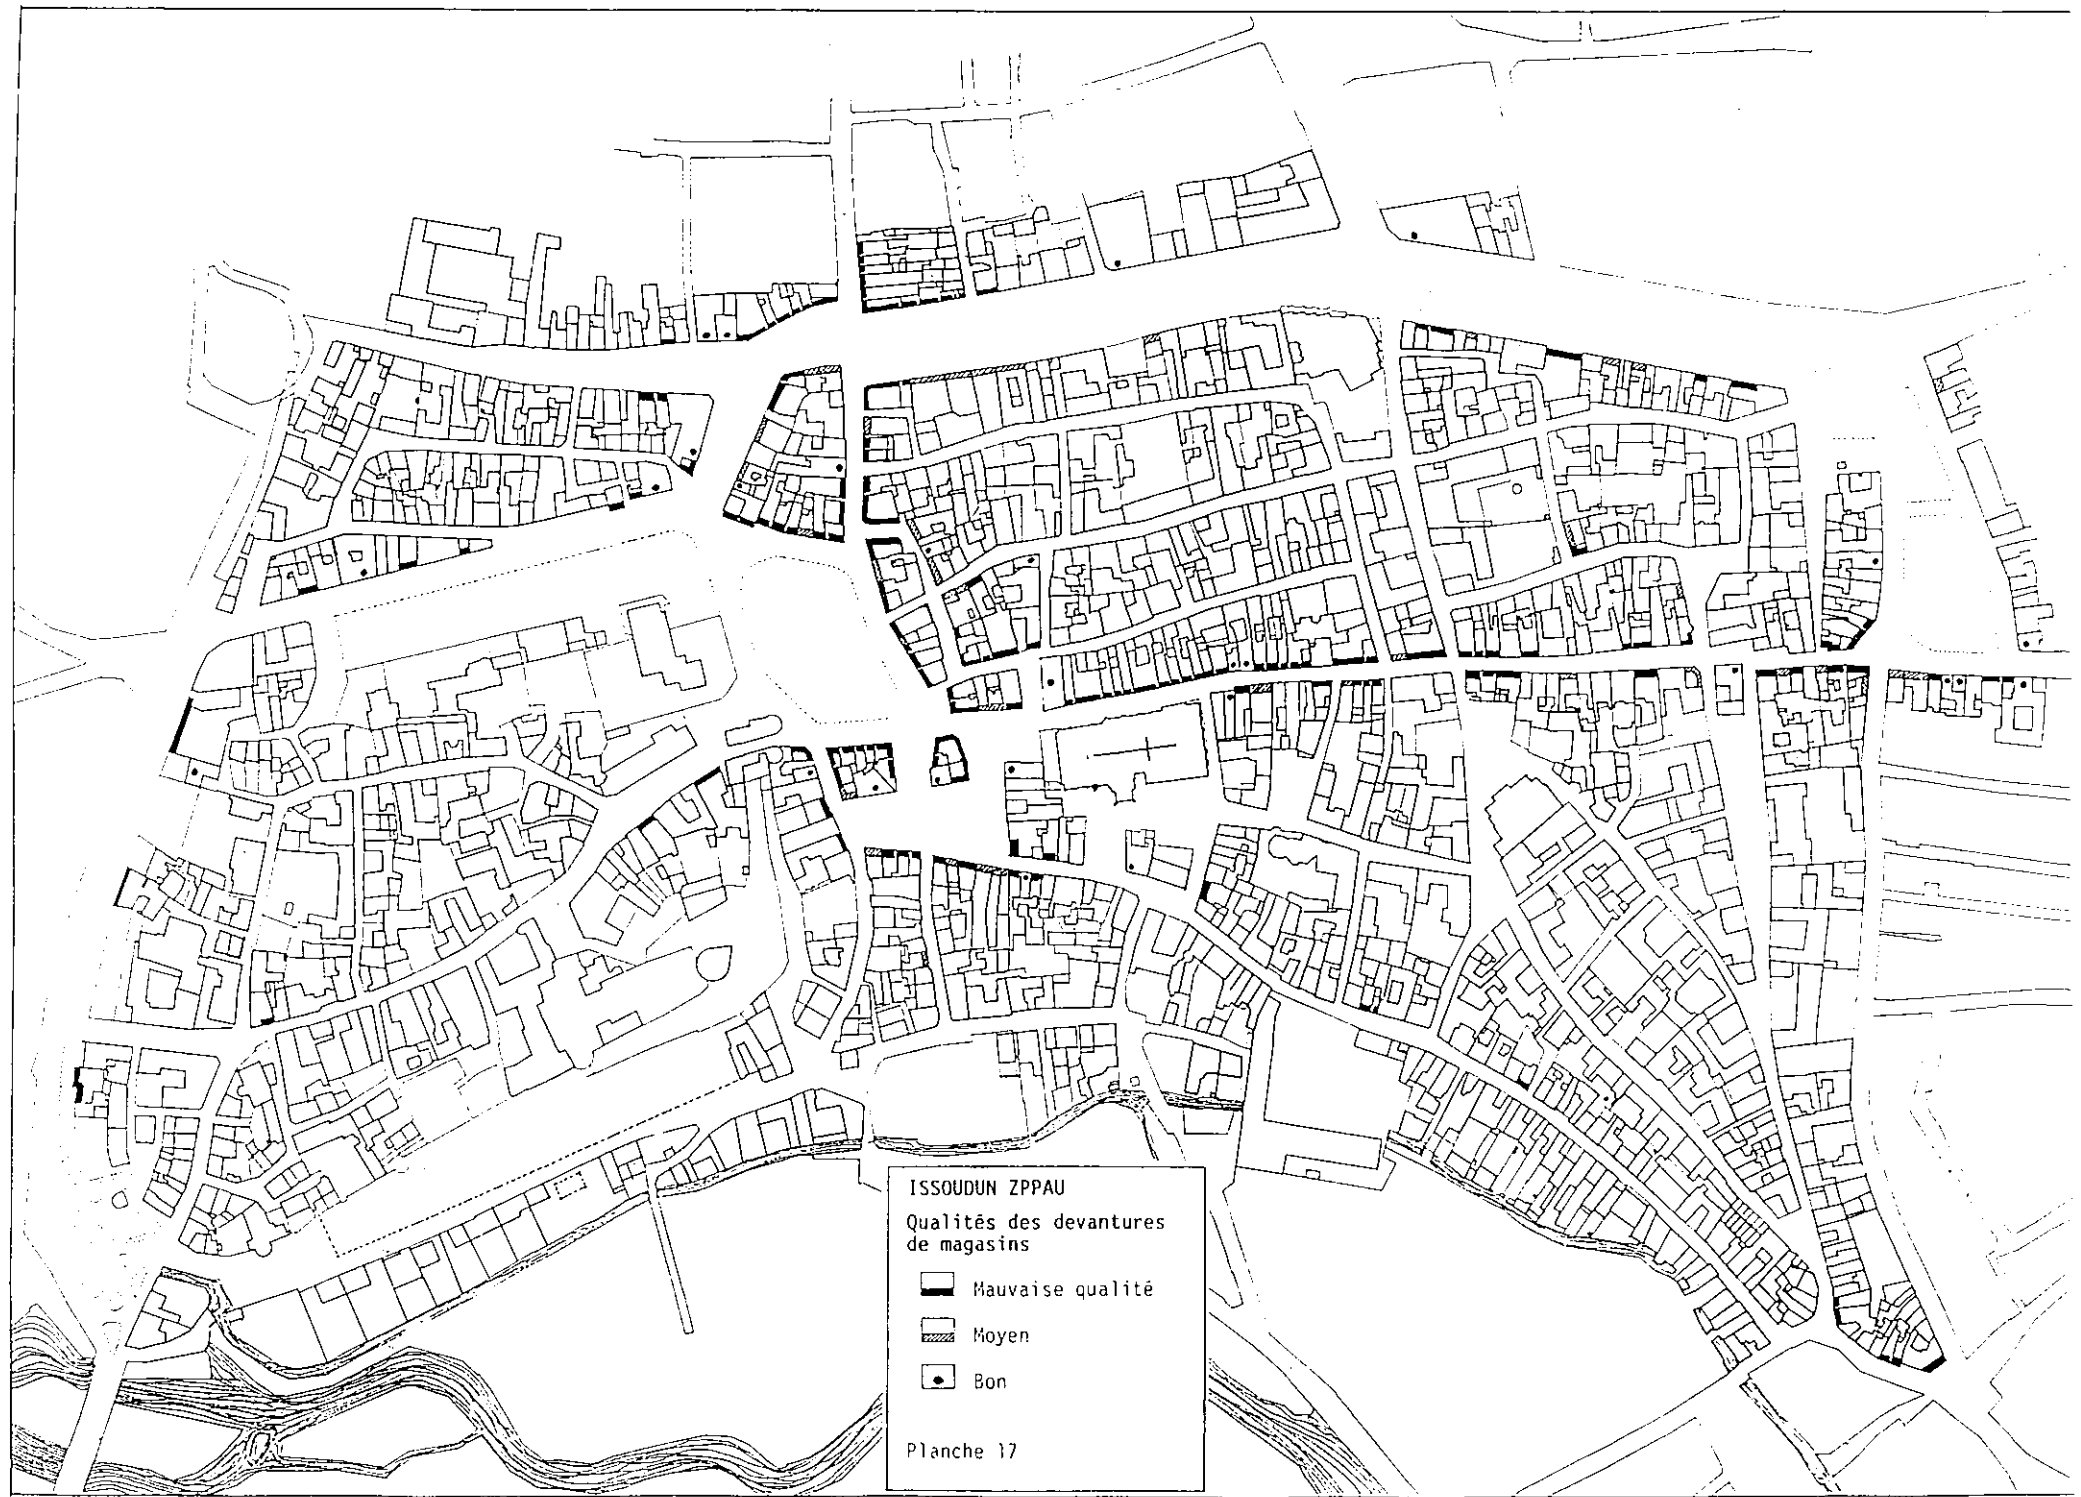 ISSOUDUN ZPPAU
Qualités des devantures
de magasins
Mauvaise qualité
Moyen
Bon
Planche 17